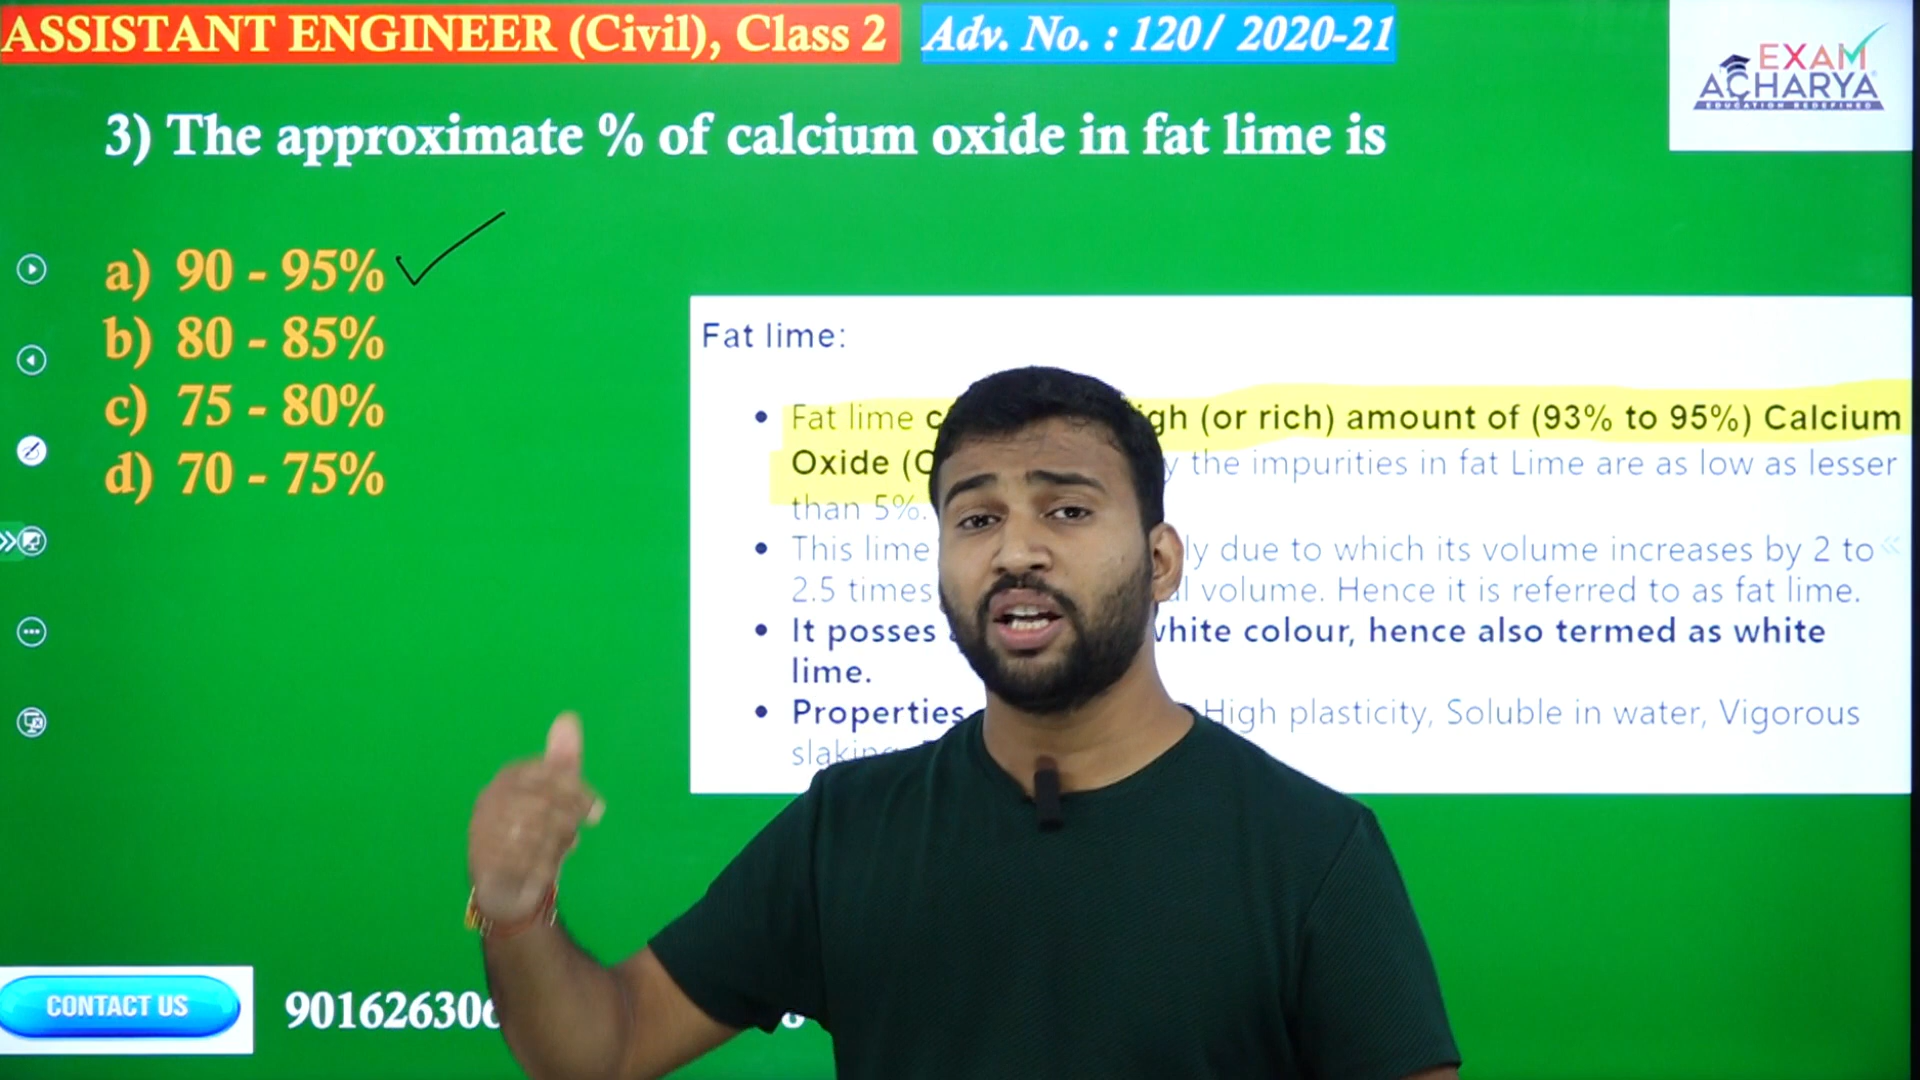 ASSISTANT ENGINEER (Civil), Class 2
Adv. No. : 120/ 2020-21
EXAM
ACHARYA
EDUCATION REDEFINED
3) The approximate % of calcium oxide in fat lime is
a) 90 - 95%
b) 80 - 85%
c) 75 - 80%
d) 70 - 75%
Fat lime:
• Fat lime (or rich) amount of (93% to 95%) Calcium
Oxide the impurities in fat Lime are as low as lesser
than 5%.
• This lime due to which its volume increases by 2 to
2.5 times volume. Hence it is referred to as fat lime.
• It posses white colour, hence also termed as white
lime.
• Properties High plasticity, Soluble in water, Vigorous
slaking,
CONTACT US
90162630